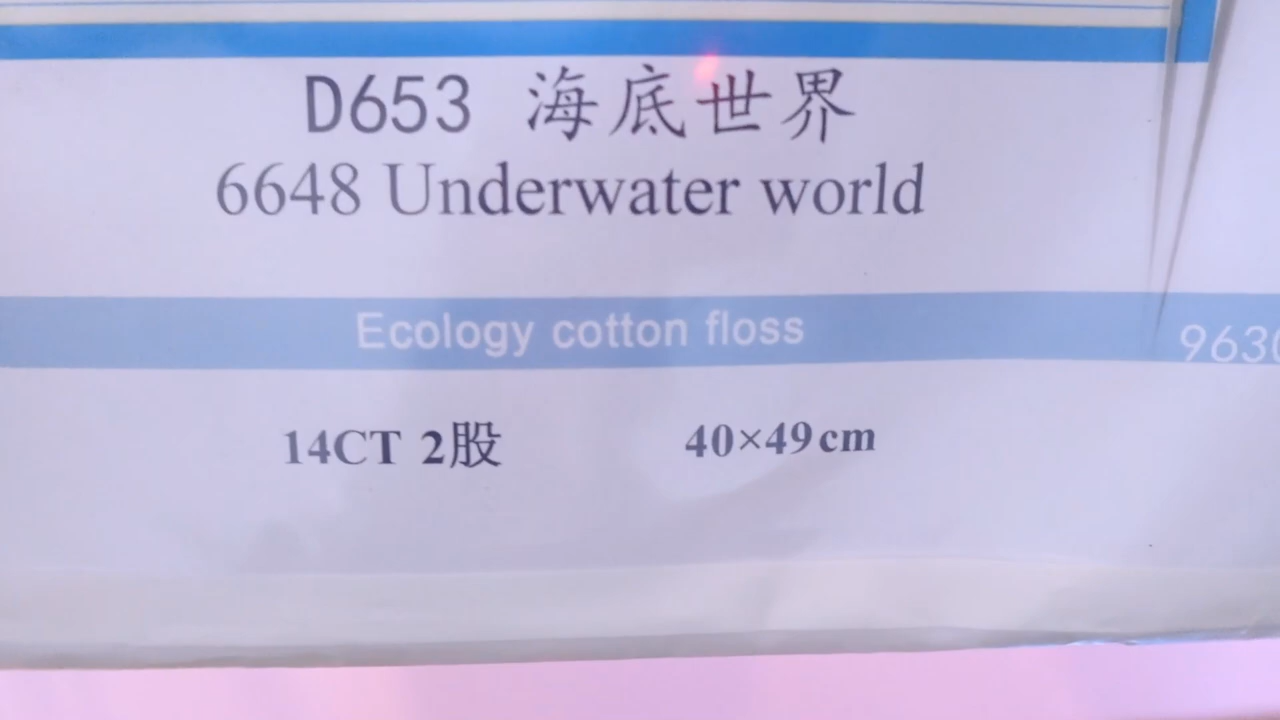 D653 海底世界
6648 Underwater world
Ecology cotton floss
963
14CT 2股 40×49cm